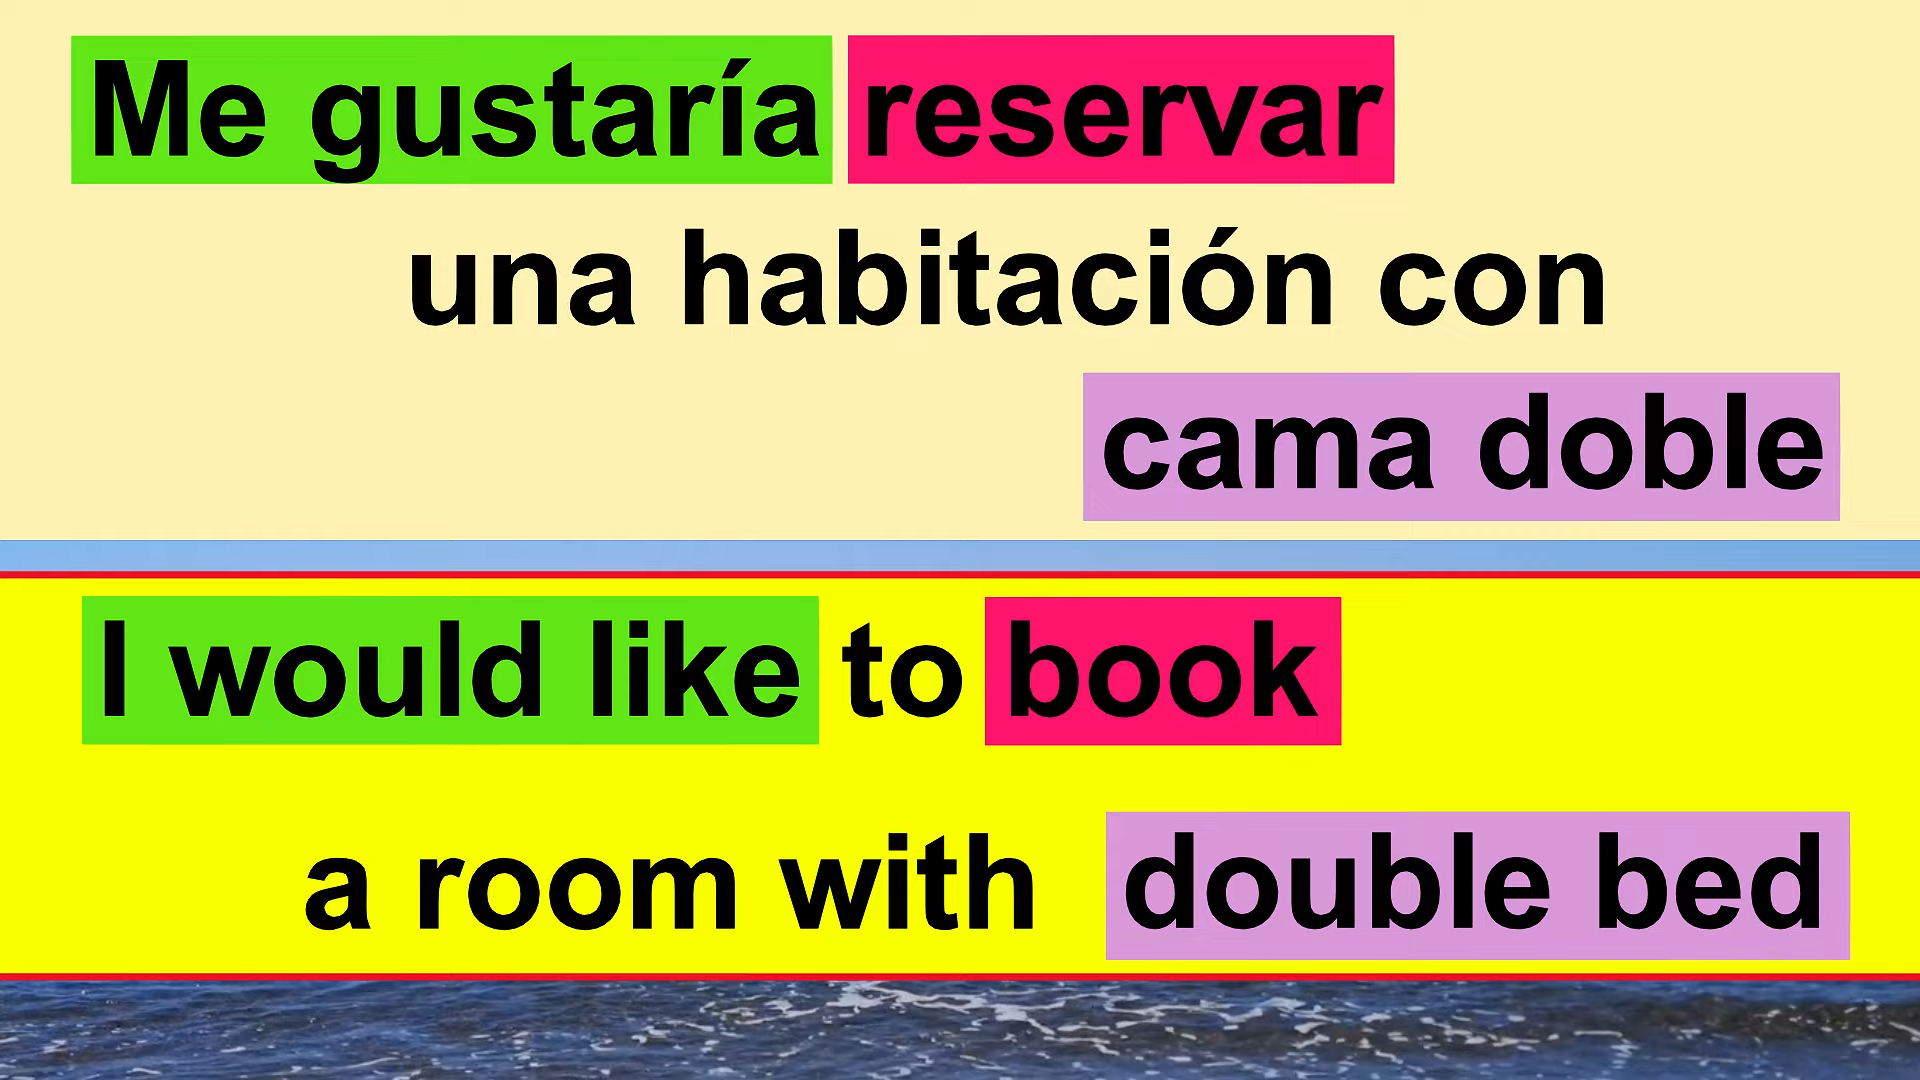 Me gustaría reservar
una habitación con
cama doble
I would like to book
a room with double bed